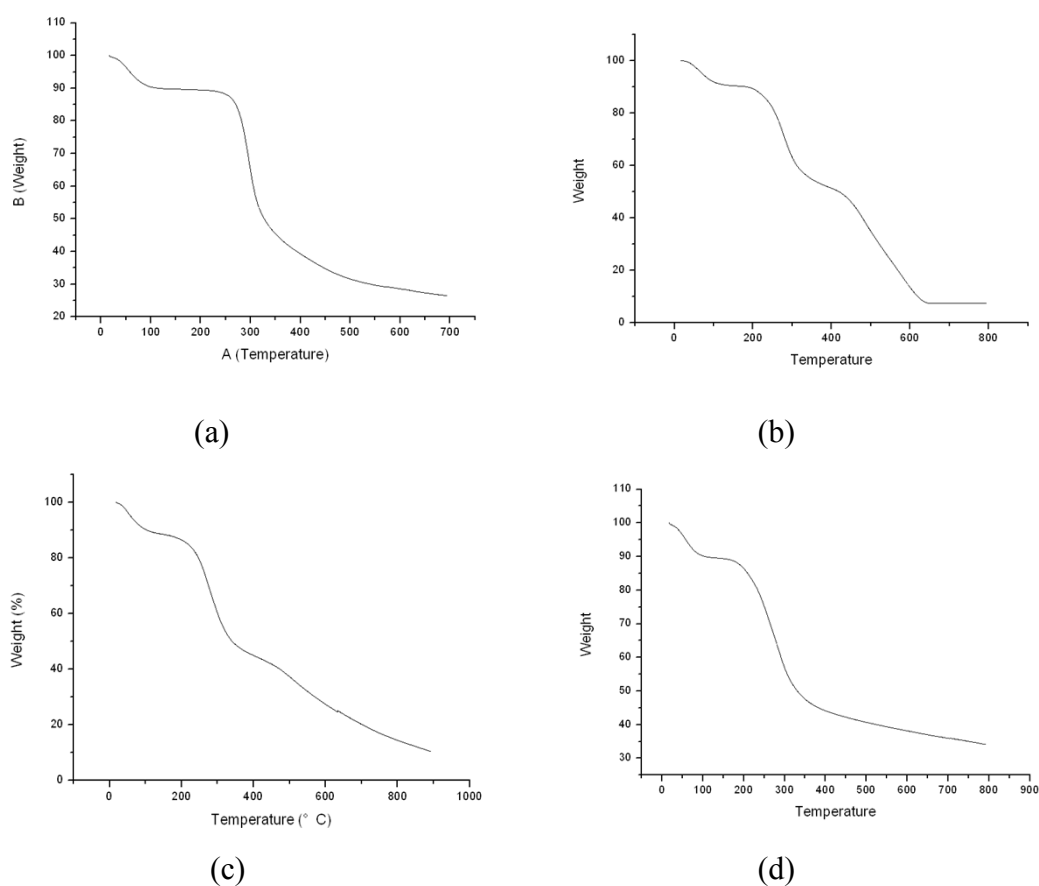 110
100
90
80
70
60
50
40
30
20
B (Weight)
0 100 200 300 400 500 600 700
A (Temperature)
(a)
100
80
60
40
20
0
Weight
0 200 400 600 800
Temperature
(b)
100
80
60
40
20
0
Weight (%)
0 200 400 600 800 1000
Temperature (° C)
(c)
110
100
90
80
70
60
50
40
30
Weight
0 100 200 300 400 500 600 700 800 900
Temperature
(d)